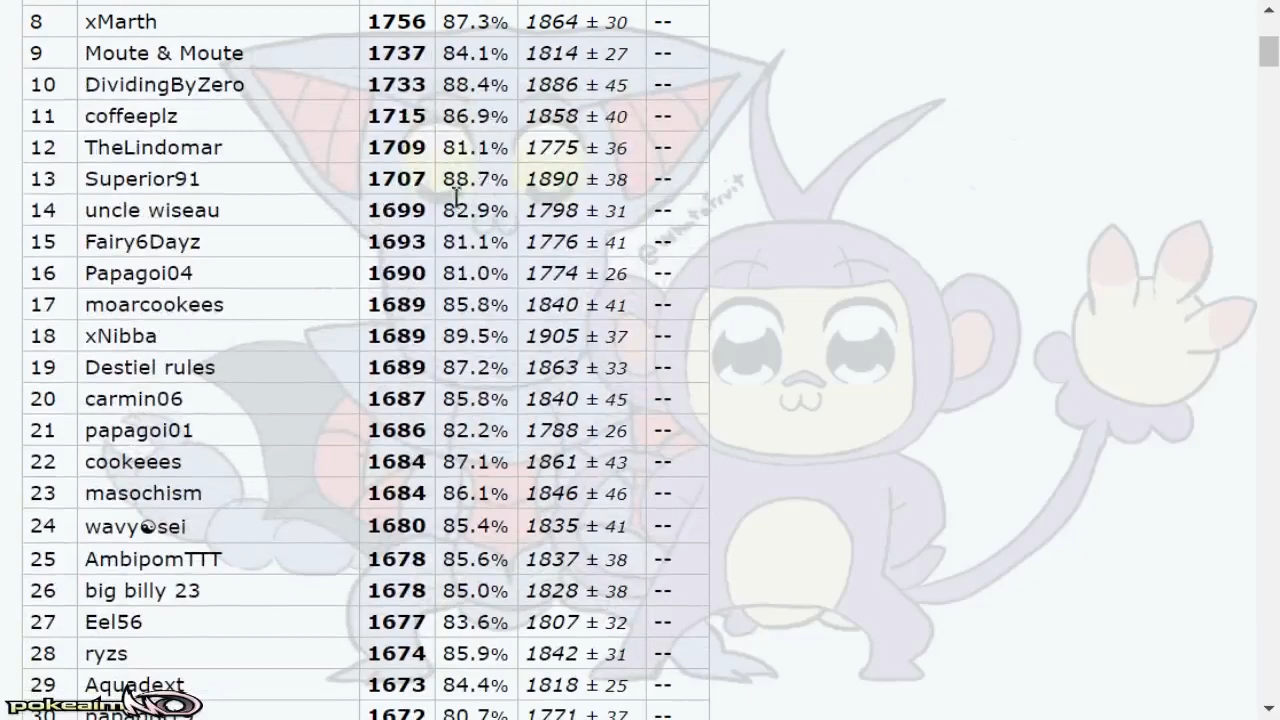 8 xMarth 1756 87.3% 1864 ± 30 --
9 Moute & Moute 1737 84.1% 1814 ± 27 --
10 DividingByZero 1733 88.4% 1886 ± 45 --
11 coffeeplz 1715 86.9% 1858 ± 40 --
12 TheLindomar 1709 81.1% 1775 ± 36 --
13 Superior91 1707 88.7% 1890 ± 38 --
14 uncle wiseau 1699 82.9% 1798 ± 31 --
15 Fairy6Dayz 1693 81.1% 1776 ± 41 --
16 Papagoi04 1690 81.0% 1774 ± 26 --
17 moarcookees 1689 85.8% 1840 ± 41 --
18 xNibba 1689 89.5% 1905 ± 37 --
19 Destiel rules 1689 87.2% 1863 ± 33 --
20 carmin06 1687 85.8% 1840 ± 45 --
21 papagoi01 1686 82.2% 1788 ± 26 --
22 cookeees 1684 87.1% 1861 ± 43 --
23 masochism 1684 86.1% 1846 ± 46 --
24 wavy☯sei 1680 85.4% 1835 ± 41 --
25 AmbipomTTT 1678 85.6% 1837 ± 38 --
26 big billy 23 1678 85.0% 1828 ± 38 --
27 Eel56 1677 83.6% 1807 ± 32 --
28 ryzs 1674 85.9% 1842 ± 31 --
29 Aquadext 1673 84.4% 1818 ± 25 --
1672 80.7% 1771 ± 37 --
pokeaimMD